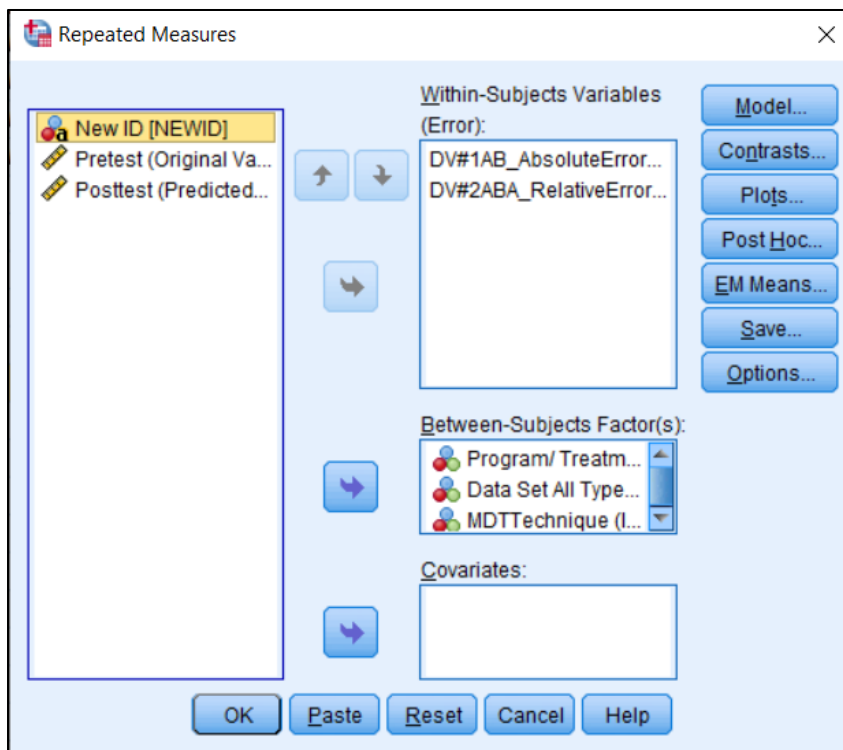 Repeated Measures
New ID [NEWID]
Pretest (Original Va...
Posttest (Predicted...
Within-Subjects Variables
(Error):
DV#1AB_AbsoluteError...
DV#2ABA_RelativeError...
Between-Subjects Factor(s):
Program/ Treatm...
Data Set All Type...
MDTTechnique (I...
Covariates:
Model...
Contrasts...
Plots...
Post Hoc...
EM Means...
Save...
Options...
OK Paste Reset Cancel Help